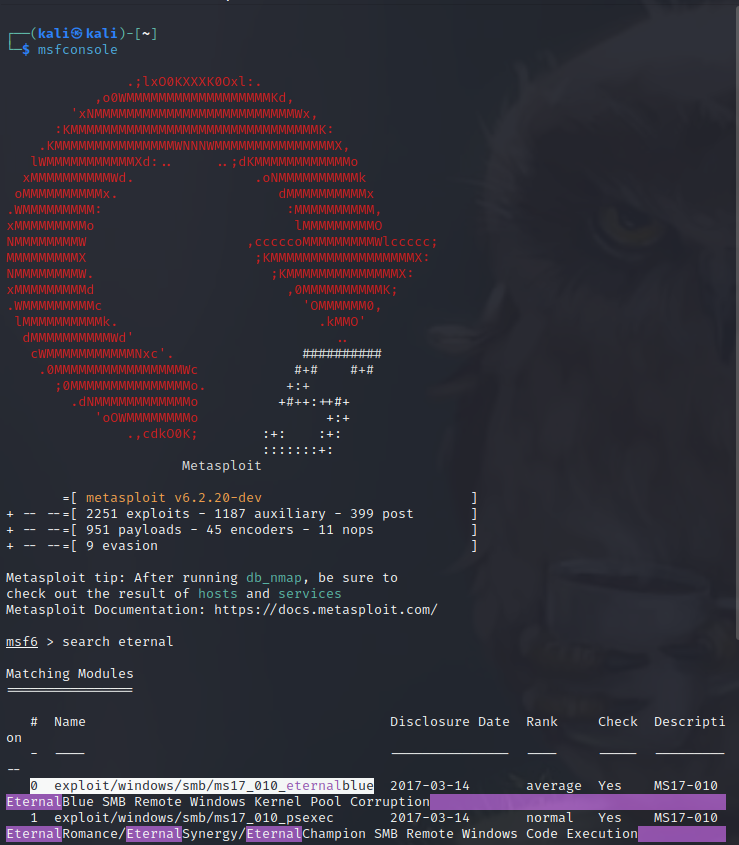 ┌──(kali㉿kali)-[~]
└─$ msfconsole
.;lxO0KXXXK0Oxl:.
,o0WMMMMMMMMMMMMMMMMMMKd,
'xNMMMMMMMMMMMMMMMMMMMMMMMMMWx,
:KMMMMMMMMMMMMMMMMMMMMMMMMMMMMMMMK:
.KMMMMMMMMMMMMMMMWNNNWMMMMMMMMMMMMMMMX,
lWMMMMMMMMMMMXd:..     ..;dKMMMMMMMMMMMMo
xMMMMMMMMMMWd.               .oNMMMMMMMMMMk
oMMMMMMMMMMx.                    dMMMMMMMMMMx
.WMMMMMMMMM:                       :MMMMMMMMMM,
xMMMMMMMMMo                         lMMMMMMMMMO
NMMMMMMMMW                    ,cccccoMMMMMMMMMWlccccc;
MMMMMMMMMX                     ;KMMMMMMMMMMMMMMMMMMX:
NMMMMMMMMW.                      ;KMMMMMMMMMMMMMMX:
xMMMMMMMMMd                        ,0MMMMMMMMMMK;
.WMMMMMMMMMc                         'OMMMMMM0,
lMMMMMMMMMMk.                         .kMMO'
dMMMMMMMMMMWd'                         ..
cWMMMMMMMMMMMNxc'.                ##########
.0MMMMMMMMMMMMMMMMWc            #+#    #+#
;0MMMMMMMMMMMMMMMo.          +:+
.dNMMMMMMMMMMMMo          +#++:++#+
'oOWMMMMMMMMo                +:+
.,cdkO0K;        :+:    :+:
:::::::+:
Metasploit
=[ metasploit v6.2.20-dev                          ]
+ -- --=[ 2251 exploits - 1187 auxiliary - 399 post       ]
+ -- --=[ 951 payloads - 45 encoders - 11 nops            ]
+ -- --=[ 9 evasion                                       ]
Metasploit tip: After running db_nmap, be sure to
check out the result of hosts and services
Metasploit Documentation: https://docs.metasploit.com/
msf6 > search eternal
Matching Modules
================
#  Name                                      Disclosure Date  Rank     Check  Descripti
on
-  ----                                      ---------------  ----     -----  ---------
--
0  exploit/windows/smb/ms17_010_eternalblue  2017-03-14       average  Yes    MS17-010
EternalBlue SMB Remote Windows Kernel Pool Corruption
1  exploit/windows/smb/ms17_010_psexec       2017-03-14       normal   Yes    MS17-010
EternalRomance/EternalSynergy/EternalChampion SMB Remote Windows Code Execution